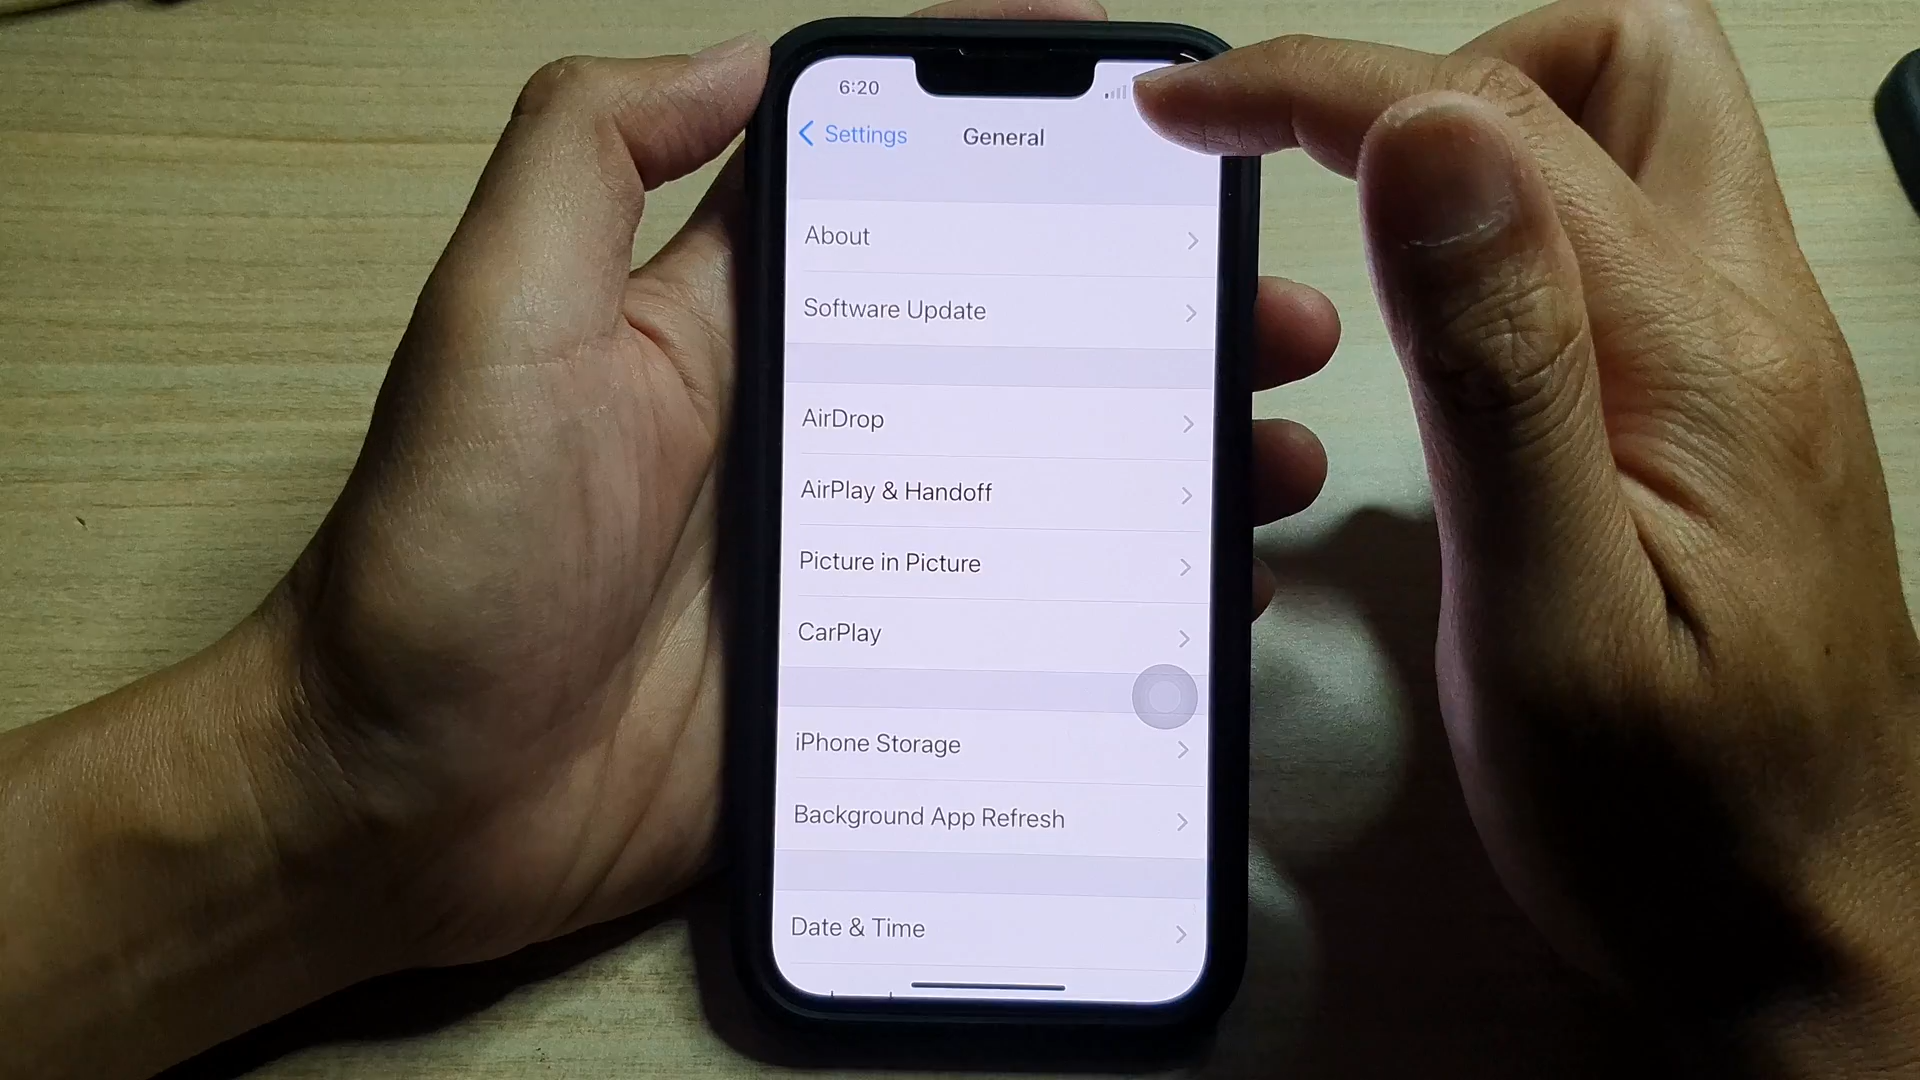 6:20
Settings
General
About
Software Update
AirDrop
AirPlay & Handoff
Picture in Picture
CarPlay
iPhone Storage
Background App Refresh
Date & Time